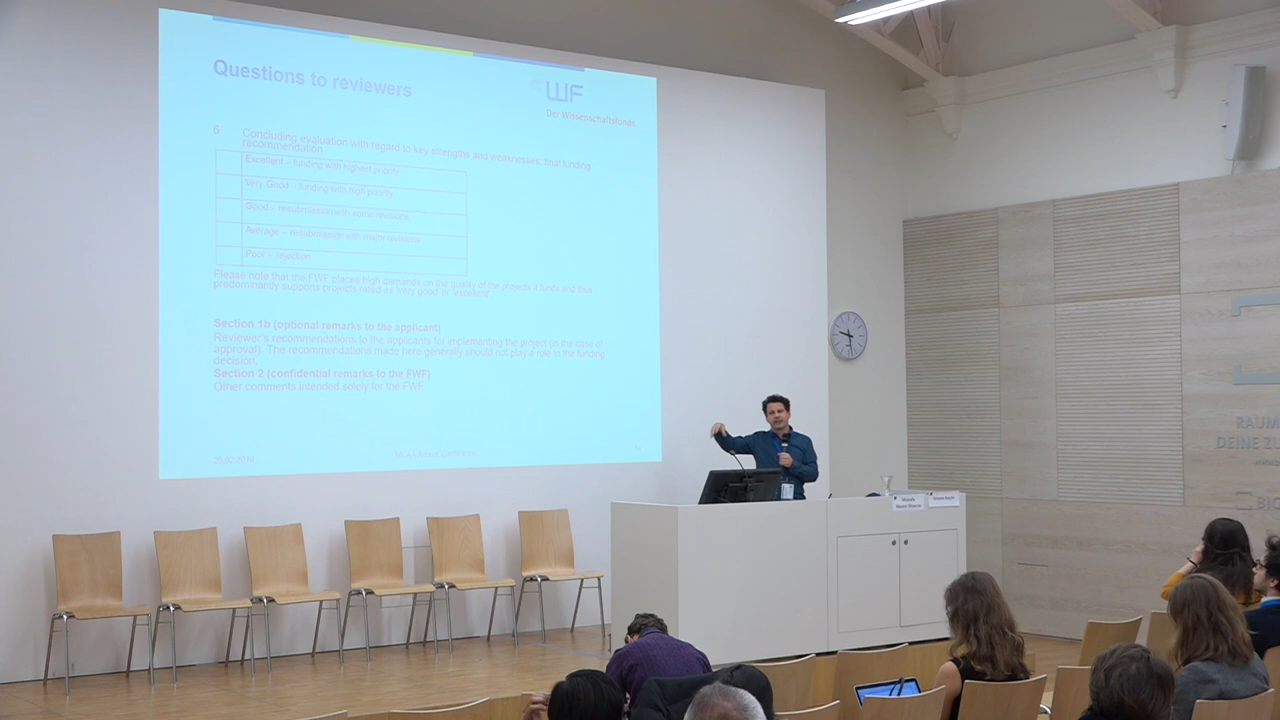 Questions to reviewers
FWF
Der Wissenschaftsfonds.
6. Concluding evaluation with regard to key strengths and weaknesses; final funding
recommendation:
Excellent – funding with highest priority
Very Good – funding with high priority
Good – resubmission with some revisions
Average – resubmission with major revisions
Poor – rejection
Please note that the FWF places high demands on the quality of the projects it funds and thus
predominantly supports projects rated as 'very good' or 'excellent'
Section 1b (optional remarks to the applicant)
Reviewer's recommendations to the applicants for implementing the project (in the case of
approval). The recommendations made here generally should not play a role in the funding
decision.
Section 2 (confidential remarks to the FWF)
Other comments intended solely for the FWF
25.02.2019
MCAA Annual Conference
RAUM
DEINE ZU